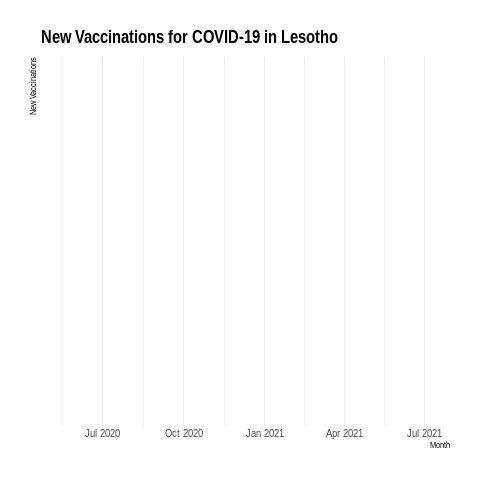 New Vaccinations for COVID-19 in Lesotho
New Vaccinations
Jul 2020 Oct 2020 Jan 2021 Apr 2021 Jul 2021
Month